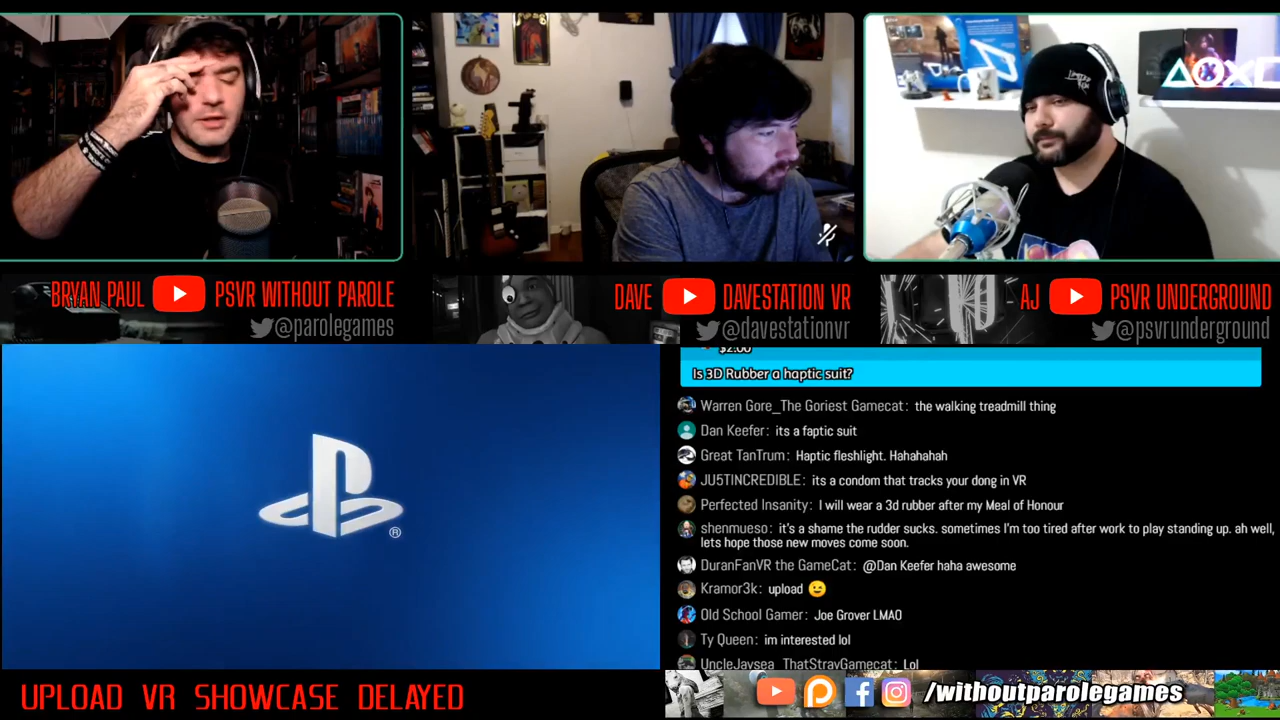 BRYAN PAUL PSVR WITHOUT PAROLE
@parolegames
DAVE DAVESTATION VR
@davestationvr
AJ PSVR UNDERGROUND
@psvrunderground
$2.00
Is 3D Rubber a haptic suit?
Warren Gore_The Goriest Gamecat: the walking treadmill thing
Dan Keefer: its a faptic suit
Great TanTrum: Haptic fleshlight. Hahahahah
JU5TINCREDIBLE: its a condom that tracks your dong in VR
Perfected Insanity: I will wear a 3d rubber after my Meal of Honour
shenmueso: it's a shame the rudder sucks. sometimes I'm too tired after work to play standing up. ah well,
lets hope those new moves come soon.
DuranFanVR the GameCat: @Dan Keefer haha awesome
Kramor3k: upload 😉
Old School Gamer: Joe Grover LMAO
Ty Queen: im interested lol
UncleJaysea_ThatStrayGamecat: Lol
®
UPLOAD VR SHOWCASE DELAYED
/withoutparolegames